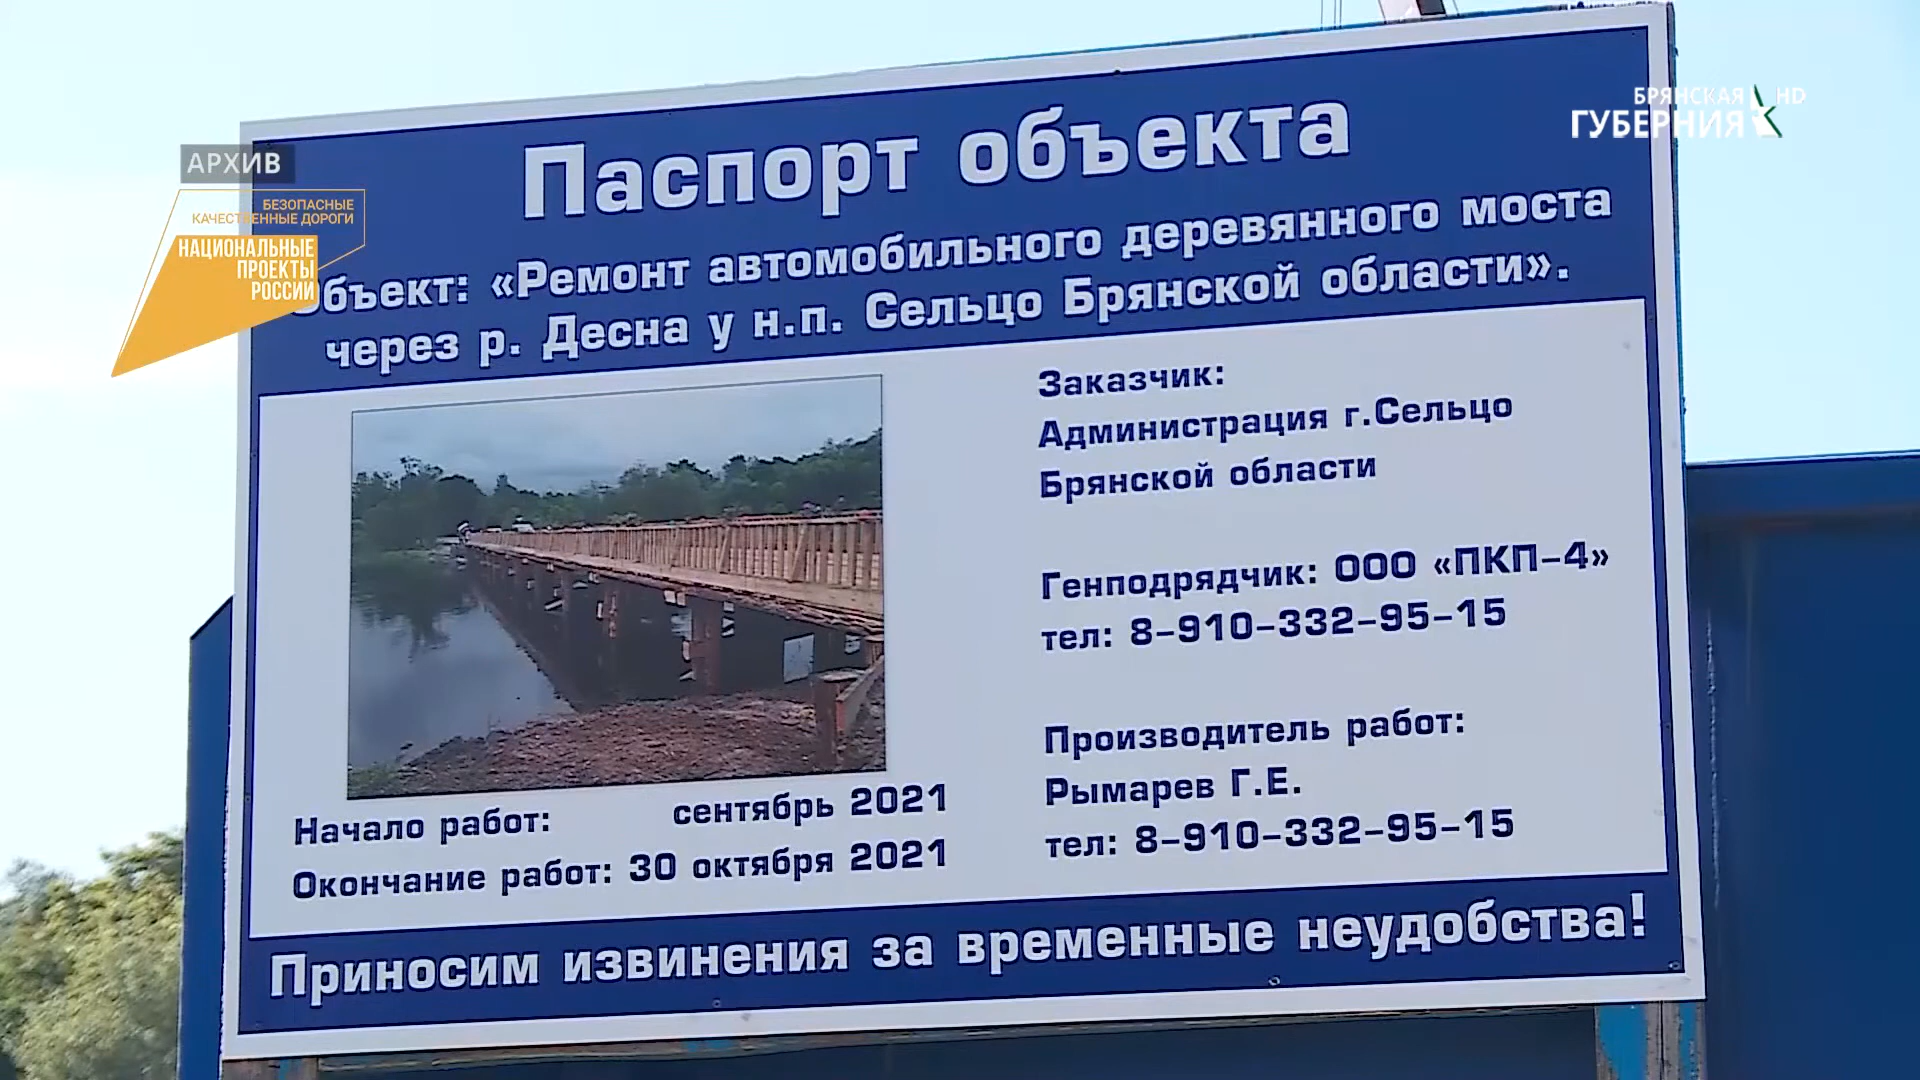 БРЯНСКАЯ HD
ГУБЕРНИЯ
АРХИВ
БЕЗОПАСНЫЕ
КАЧЕСТВЕННЫЕ ДОРОГИ
НАЦИОНАЛЬНЫЕ
ПРОЕКТЫ
РОССИИ
Паспорт объекта
Объект: «Ремонт автомобильного деревянного моста
через р. Десна у н.п. Сельцо Брянской области».
Заказчик:
Администрация г.Сельцо
Брянской области
Генподрядчик: ООО «ПКП-4»
тел: 8-910-332-95-15
Производитель работ:
Рымарев Г.Е.
тел: 8-910-332-95-15
Начало работ: сентябрь 2021
Окончание работ: 30 октября 2021
Приносим извинения за временные неудобства!